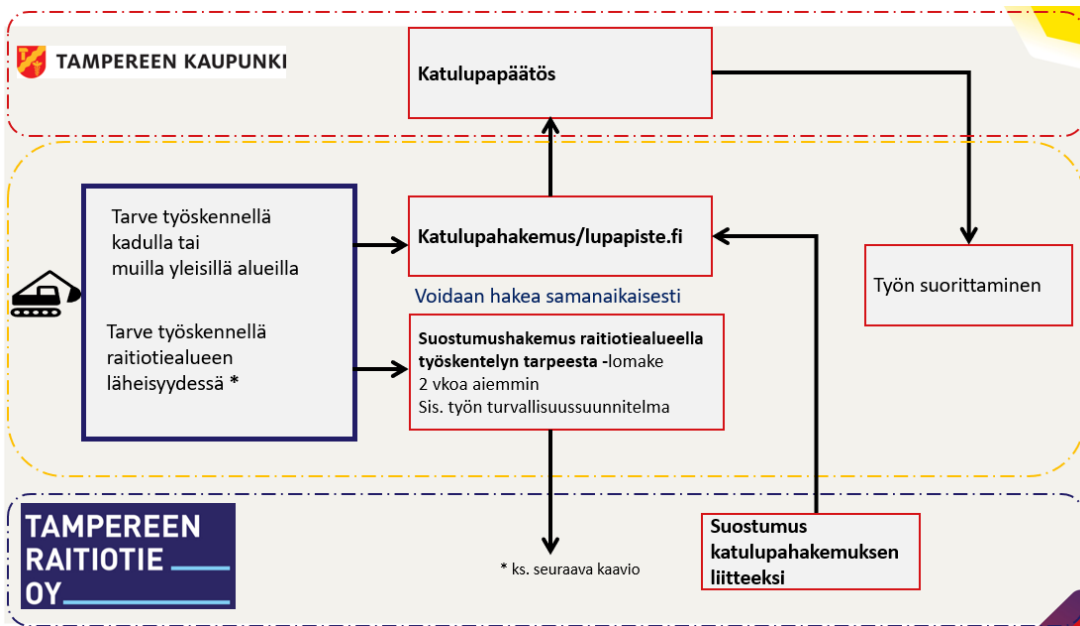 TAMPEREEN KAUPUNKI
Katulupapäätös
Tarve työskennellä
kadulla tai
muilla yleisillä alueilla
Tarve työskennellä
raitiotiealueen
läheisyydessä *
Katulupahakemus/lupapiste.fi
Voidaan hakea samanaikaisesti
Suostumushakemus raitiotiealueella
työskentelyn tarpeesta -lomake
2 vkoa aiemmin
Sis. työn turvallisuussuunnitelma
Työn suorittaminen
TAMPEREEN
RAITIOTIE
OY
* ks. seuraava kaavio
Suostumus
katulupahakemuksen
liitteeksi